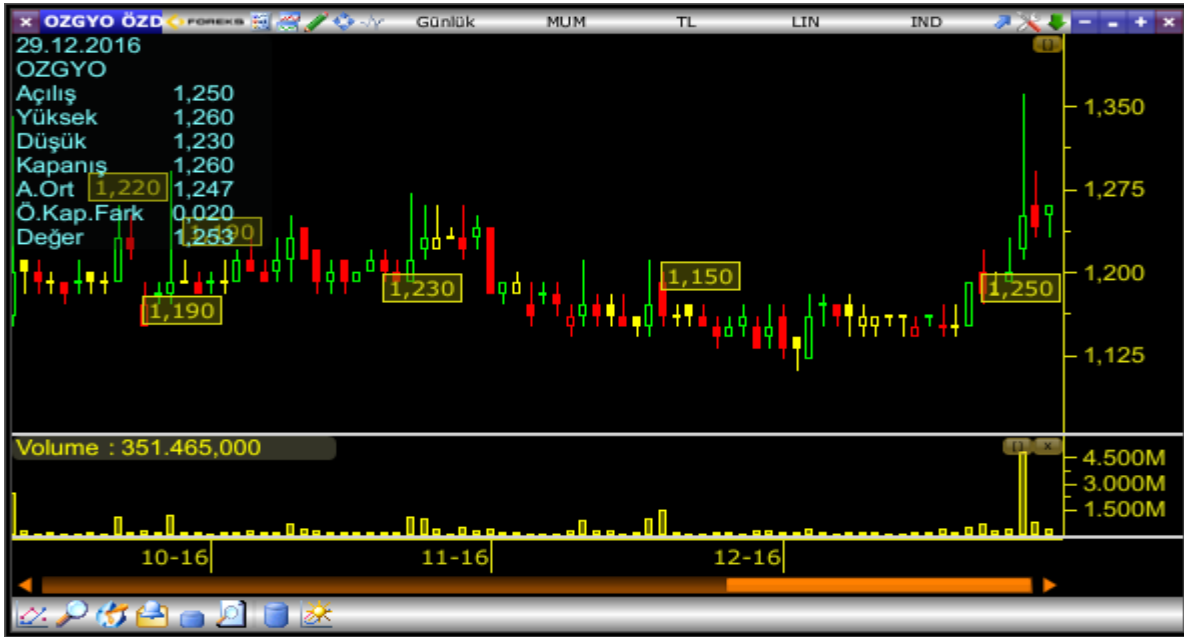 OZGYO ÖZD FOREKS Günlük MUM TL LIN IND
29.12.2016
OZGYO
Açılış 1,250
Yüksek 1,260
Düşük 1,230
Kapanış 1,260
A.Ort 1,247
Ö.Kap.Fark 0,020
Değer 1,253
1,220
1,190
1,190
1,230
1,150
1,250
1,350
1,275
1,200
1,125
Volume : 351.465,000
4.500M
3.000M
1.500M
10-16 11-16 12-16